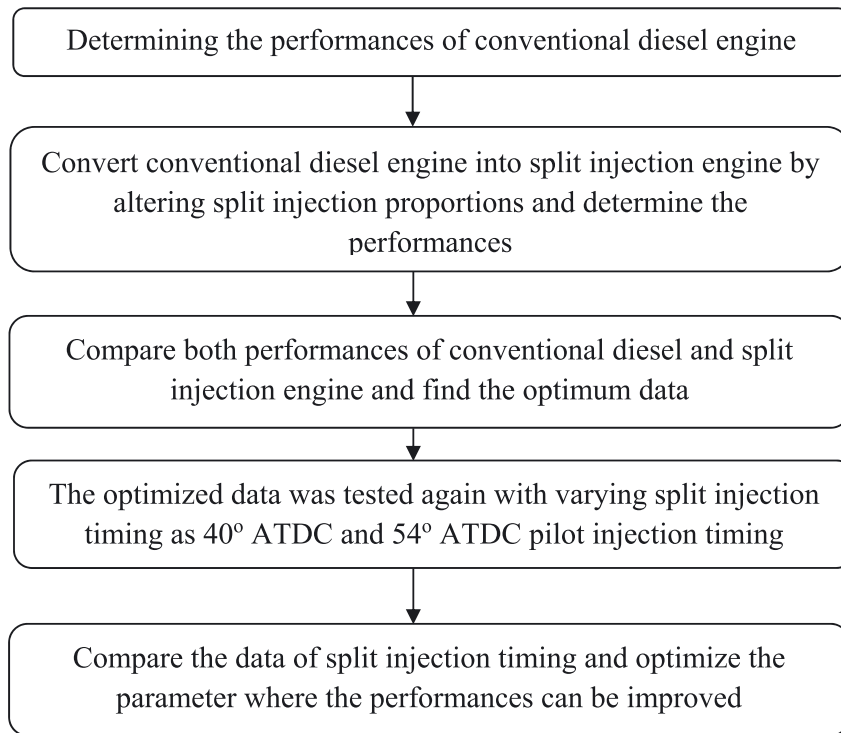 Determining the performances of conventional diesel engine
Convert conventional diesel engine into split injection engine by
altering split injection proportions and determine the
performances
Compare both performances of conventional diesel and split
injection engine and find the optimum data
The optimized data was tested again with varying split injection
timing as 40º ATDC and 54º ATDC pilot injection timing
Compare the data of split injection timing and optimize the
parameter where the performances can be improved